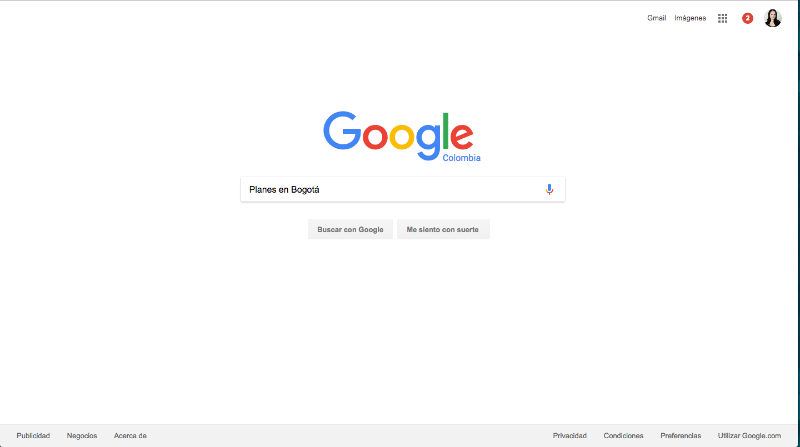 Gmail Imágenes 2
Google
Colombia
Planes en Bogotá
Buscar con Google Me siento con suerte
Publicidad Negocios Acerca de Privacidad Condiciones Preferencias Utilizar Google.com